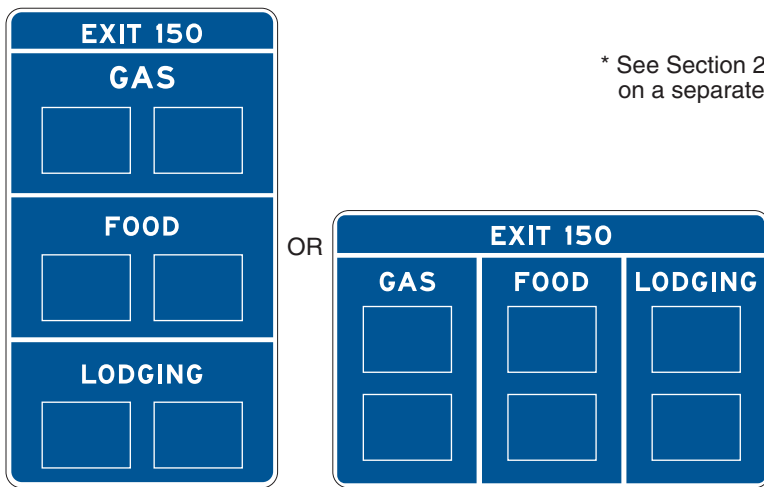 EXIT 150
GAS
FOOD
LODGING
OR
* See Section 2
on a separate
EXIT 150
GAS FOOD LODGING